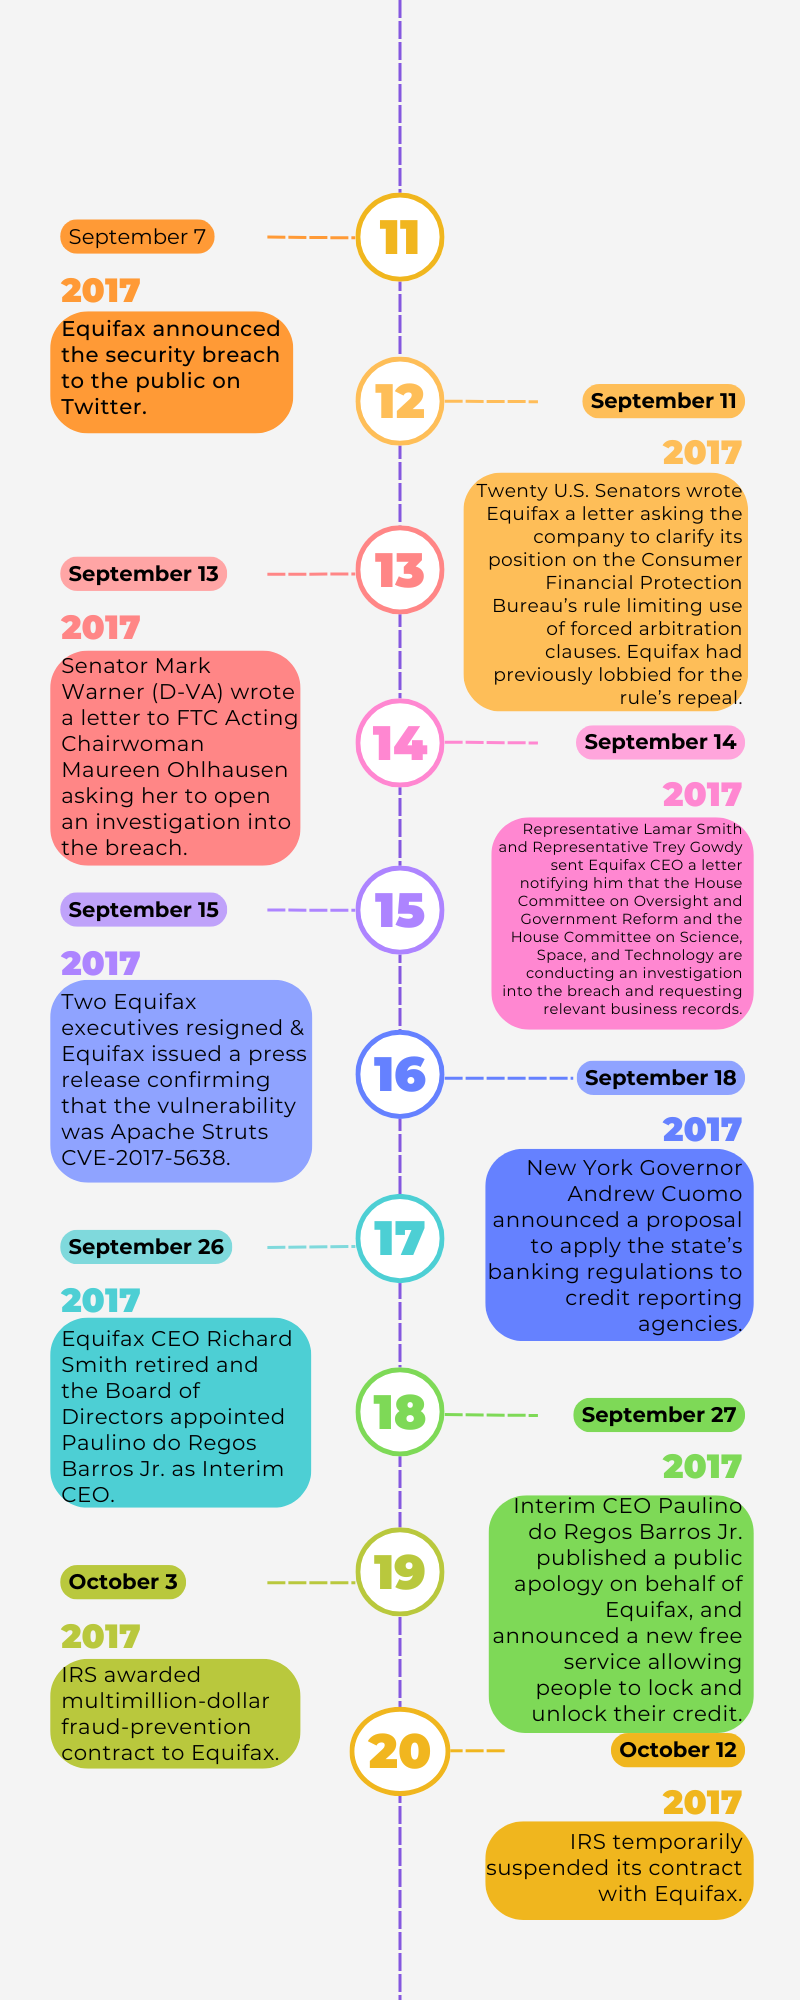 11
September 7
2017
Equifax announced
the security breach
to the public on
Twitter.
12
September 11
2017
Twenty U.S. Senators wrote
Equifax a letter asking the
company to clarify its
position on the Consumer
Financial Protection
Bureau's rule limiting use
of forced arbitration
clauses. Equifax had
previously lobbied for the
rule's repeal.
13
September 13
2017
Senator Mark
Warner (D-VA) wrote
a letter to FTC Acting
Chairwoman
Maureen Ohlhausen
asking her to open
an investigation into
the breach.
14
September 14
2017
Representative Lamar Smith
and Representative Trey Gowdy
sent Equifax CEO a letter
notifying him that the House
Committee on Oversight and
Government Reform and the
House Committee on Science,
Space, and Technology are
conducting an investigation
into the breach and requesting
relevant business records.
15
September 15
2017
Two Equifax
executives resigned &
Equifax issued a press
release confirming
that the vulnerability
was Apache Struts
CVE-2017-5638.
16
September 18
2017
New York Governor
Andrew Cuomo
announced a proposal
to apply the state's
banking regulations to
credit reporting
agencies.
17
September 26
2017
Equifax CEO Richard
Smith retired and
the Board of
Directors appointed
Paulino do Regos
Barros Jr. as Interim
CEO.
18
September 27
2017
Interim CEO Paulino
do Regos Barros Jr.
published a public
apology on behalf of
Equifax, and
announced a new free
service allowing
people to lock and
unlock their credit.
19
October 3
2017
IRS awarded
multimillion-dollar
fraud-prevention
contract to Equifax.
20
October 12
2017
IRS temporarily
suspended its contract
with Equifax.